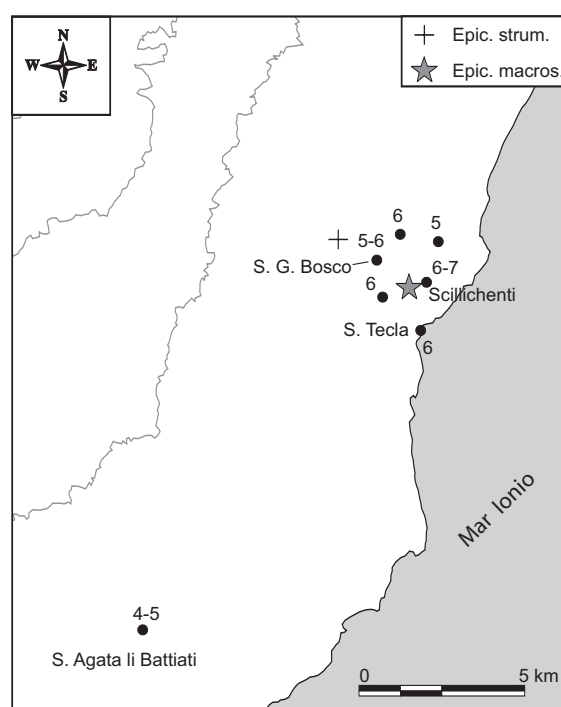 N
W E
S
Epic. strum.
Epic. macros.
6
5
5-6
S. G. Bosco
6-7
6
Scillichenti
S. Tecla
6
Mar Ionio
4-5
S. Agata li Battiati
0 5 km